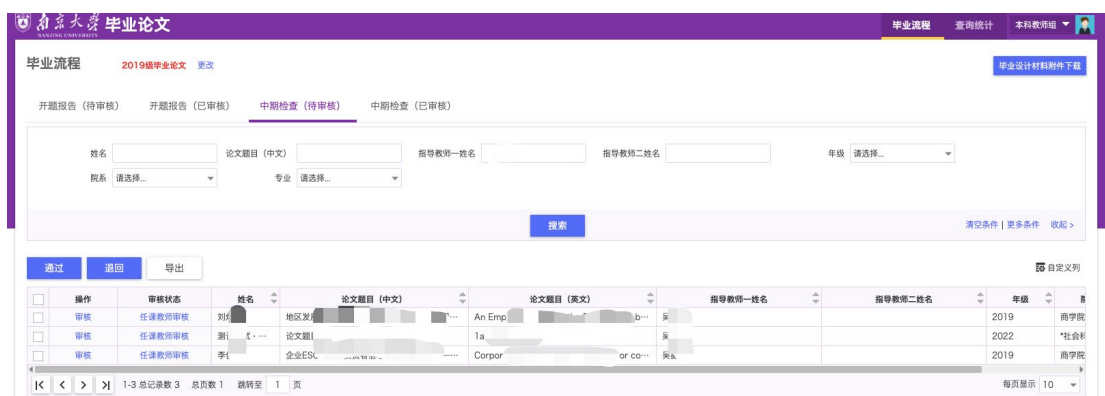 南京大学 毕业论文 毕业流程 查询统计 本科教师组
NANJING UNIVERSITY
毕业流程 2019级毕业论文 更改 毕业设计材料附件下载
开题报告（待审核） 开题报告（已审核） 中期检查（待审核） 中期检查（已审核）
姓名 论文题目（中文） 指导教师一姓名 指导教师二姓名 年级 请选择...
院系 请选择... 专业 请选择...
搜索 清空条件 | 更多条件 收起 >
通过 退回 导出 自定义列
操作 审核状态 姓名 论文题目（中文） 论文题目（英文） 指导教师一姓名 指导教师二姓名 年级
审核 任课教师审核 刘 地区发 An Emp b... 吴 2019 商学院
审核 任课教师审核 测 论文题 1a 2022 *社会科
审核 任课教师审核 李 企业ES Corpor or co... 吴 2019 商学院
1-3 总记录数 3 总页数 1 跳转至 1 页 每页显示 10